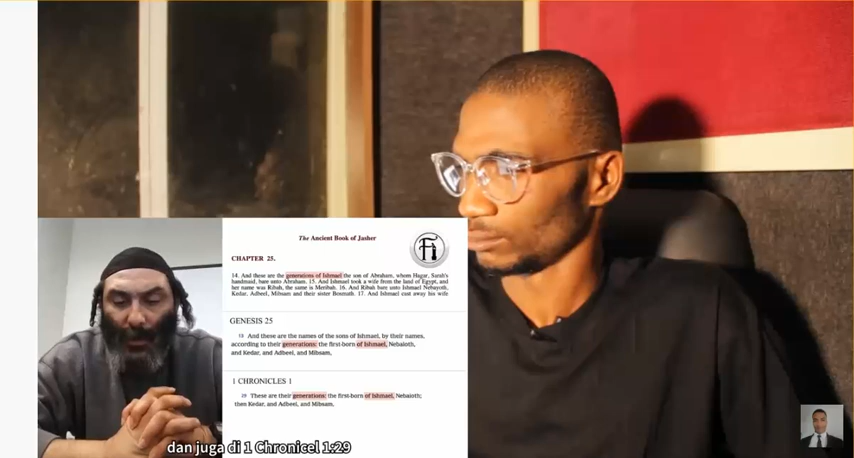 The Ancient Book of Jasher
CHAPTER 25.
14. And these are the generations of Ishmael the son of Abraham, whom Hagar, Sarah's
handmaid, bare unto Abraham. 15. And Ishmael took a wife from the land of Egypt, and
her name was Ribah, the same is Meribah. 16. And Ribah bare unto Ishmael Nebayoth,
Kedar, Adbeel, Mibsam and their sister Bosmath. 17. And Ishmael cast away his wife
GENESIS 25
13 And these are the names of the sons of Ishmael, by their names,
according to their generations: the first-born of Ishmael, Nebaioth;
and Kedar, and Adbeel, and Mibsam,
1 CHRONICLES 1
29 These are their generations: the first-born of Ishmael, Nebaioth;
then Kedar, and Adbeel, and Mibsam,
dan juga di 1 Chronicel 1:29